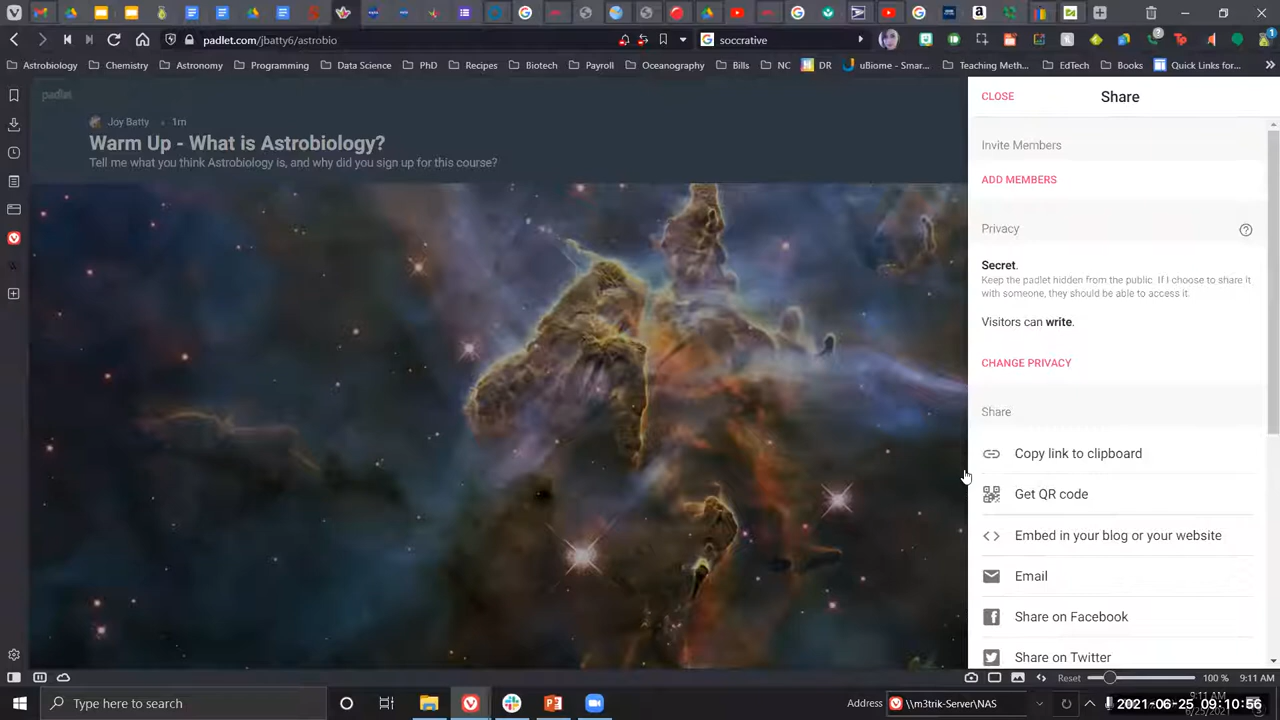 padlet.com/jbatty6/astrobio
soccrative
Astrobiology
Chemistry
Astronomy
Programming
Data Science
PhD
Recipes
Biotech
Payroll
Oceanography
Bills
NC
DR
uBiome - Smar...
Teaching Meth...
EdTech
Books
Quick Links for...
padlet
Joy Batty • 1m
Warm Up - What is Astrobiology?
Tell me what you think Astrobiology is, and why did you sign up for this course?
CLOSE
Share
Invite Members
ADD MEMBERS
Privacy
Secret.
Keep the padlet hidden from the public. If I choose to share it
with someone, they should be able to access it.
Visitors can write.
CHANGE PRIVACY
Share
Copy link to clipboard
Get QR code
Embed in your blog or your website
Email
Share on Facebook
Share on Twitter
Reset
100 %
9:11 AM
Type here to search
Address
\\m3trik-Server\NAS
9:11 AM
2021-06-25 09:10:56
6/25/2021